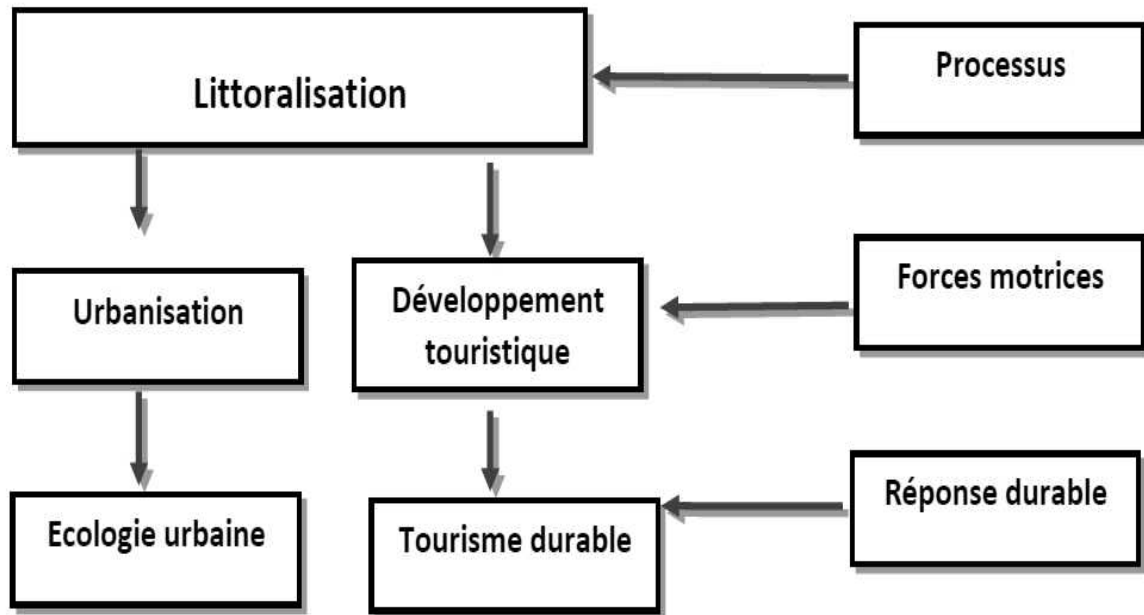 Littoralisation
Processus
Urbanisation
Développement
touristique
Forces motrices
Ecologie urbaine
Tourisme durable
Réponse durable